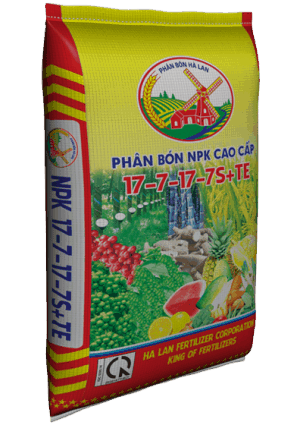 PHÂN BÓN HÀ LAN
PHÂN BÓN NPK CAO CẤP
17-7-17-7S+TE
HA LAN FERTILIZER CORPORATION
KING OF FERTILIZERS
NPK 17-7-17-7S+TE